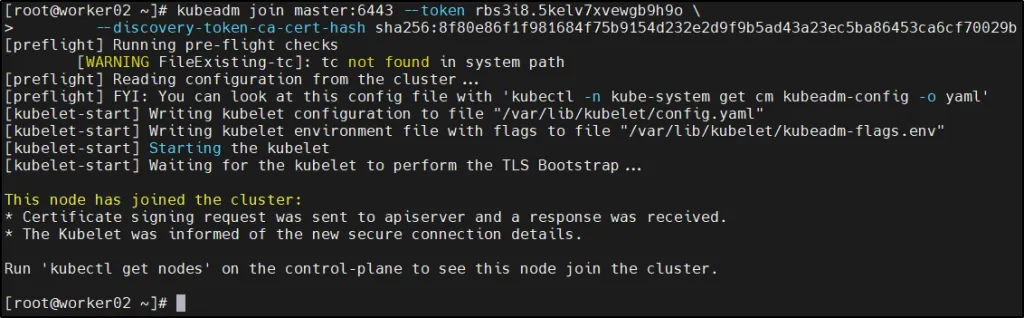 [root@worker02 ~]# kubeadm join master:6443 --token rbs3i8.5kelv7xvewgb9h9o \
>         --discovery-token-ca-cert-hash sha256:8f80e86f1f981684f75b9154d232e2d9f9b5ad43a23ec5ba86453ca6cf70029b
[preflight] Running pre-flight checks
        [WARNING FileExisting-tc]: tc not found in system path
[preflight] Reading configuration from the cluster...
[preflight] FYI: You can look at this config file with 'kubectl -n kube-system get cm kubeadm-config -o yaml'
[kubelet-start] Writing kubelet configuration to file "/var/lib/kubelet/config.yaml"
[kubelet-start] Writing kubelet environment file with flags to file "/var/lib/kubelet/kubeadm-flags.env"
[kubelet-start] Starting the kubelet
[kubelet-start] Waiting for the kubelet to perform the TLS Bootstrap...

This node has joined the cluster:
* Certificate signing request was sent to apiserver and a response was received.
* The Kubelet was informed of the new secure connection details.

Run 'kubectl get nodes' on the control-plane to see this node join the cluster.

[root@worker02 ~]#